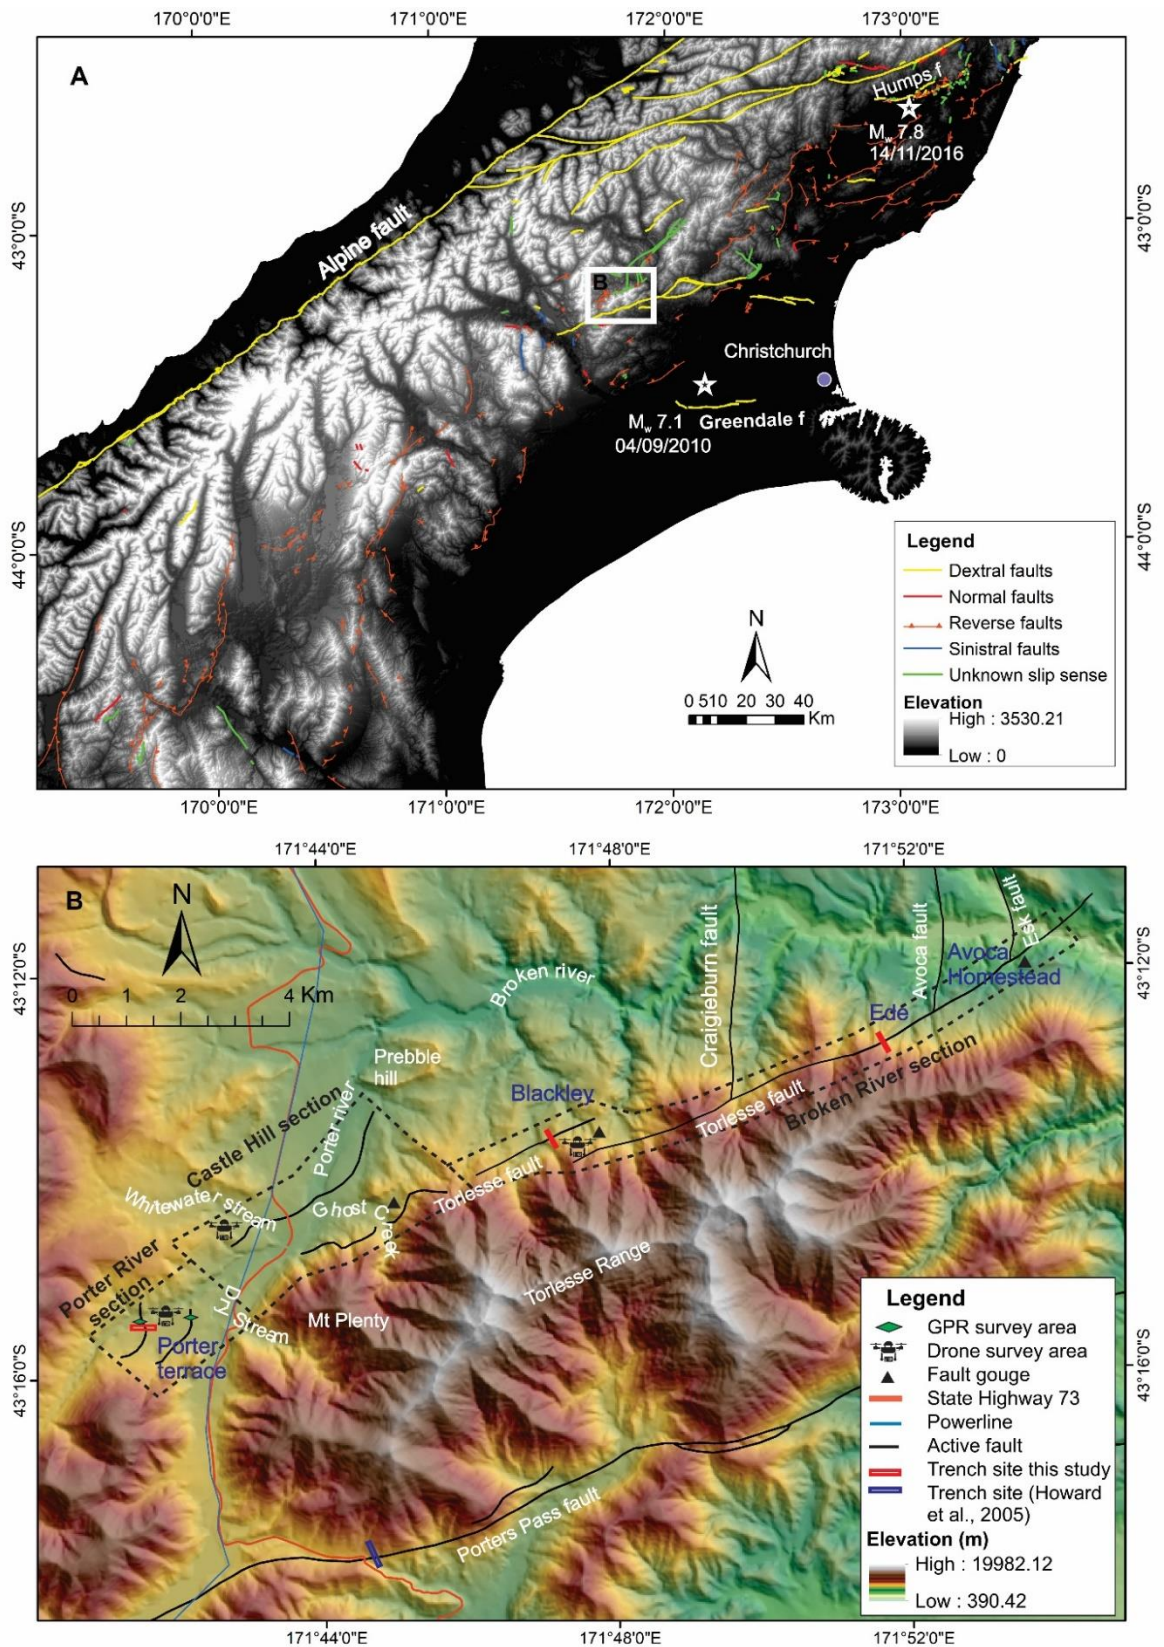 170°0'0"E 171°0'0"E 172°0'0"E 173°0'0"E
A
Humps f
Mw 7.8
14/11/2016
43°0'0"S
43°0'0"S
Alpine fault
B
Christchurch
Mw 7.1 Greendale f
04/09/2010
44°0'0"S
44°0'0"S
Legend
Dextral faults
Normal faults
Reverse faults
Sinistral faults
Unknown slip sense
Elevation
High : 3530.21
Low : 0
N
0 5 10 20 30 40
Km
170°0'0"E 171°0'0"E 172°0'0"E 173°0'0"E
171°44'0"E 171°48'0"E 171°52'0"E
B
N
43°12'0"S
43°12'0"S
0 1 2 4 Km
Broken river
Craigieburn fault
Avoca fault
Esk fault
Avoca
Homestead
Ede
Prebble
hill
Blackley
Castle Hill section
Porter river
Torlesse fault
Broken River section
Torlesse fault
Whitewater stream
Ghost
Creek
Porter River
section
Dry Stream
Torlesse Range
Mt Plenty
Porter
terrace
43°16'0"S
43°16'0"S
Porters Pass fault
Legend
GPR survey area
Drone survey area
Fault gouge
State Highway 73
Powerline
Active fault
Trench site this study
Trench site (Howard
et al., 2005)
Elevation (m)
High : 19982.12
Low : 390.42
171°44'0"E 171°48'0"E 171°52'0"E